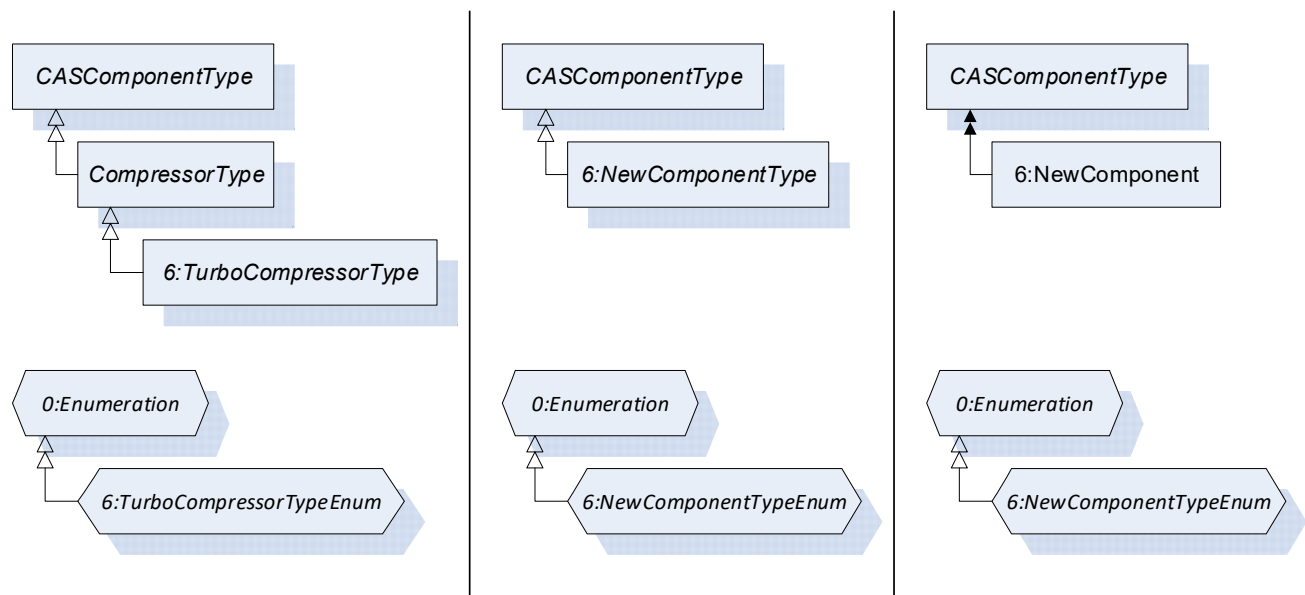 CASComponentType
CompressorType
6:TurboCompressorType
0:Enumeration
6:TurboCompressorTypeEnum
CASComponentType
6:NewComponentType
0:Enumeration
6:NewComponentTypeEnum
CASComponentType
6:NewComponent
0:Enumeration
6:NewComponentTypeEnum